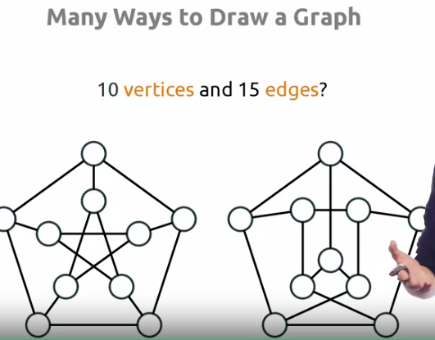 Many Ways to Draw a Graph
10 vertices and 15 edges?